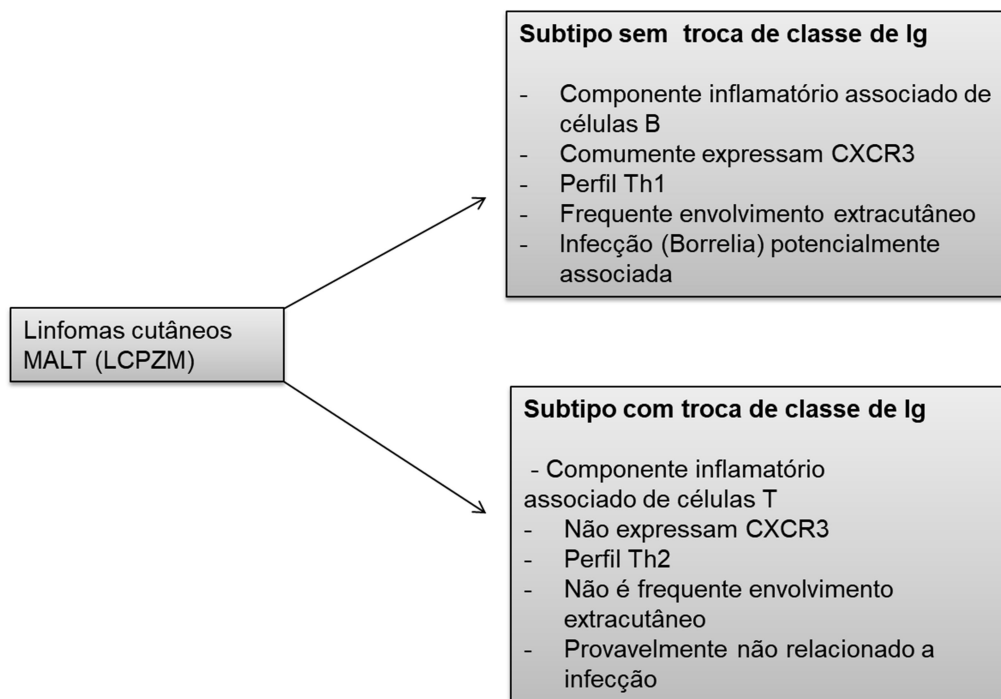 Subtipo sem troca de classe de Ig
- Componente inflamatório associado de
células B
- Comumente expressam CXCR3
- Perfil Th1
- Frequente envolvimento extracutâneo
- Infecção (Borrelia) potencialmente
associada
Linfomas cutâneos
MALT (LCPZM)
Subtipo com troca de classe de Ig
- Componente inflamatório
associado de células T
- Não expressam CXCR3
- Perfil Th2
- Não é frequente envolvimento
extracutâneo
- Provavelmente não relacionado a
infecção